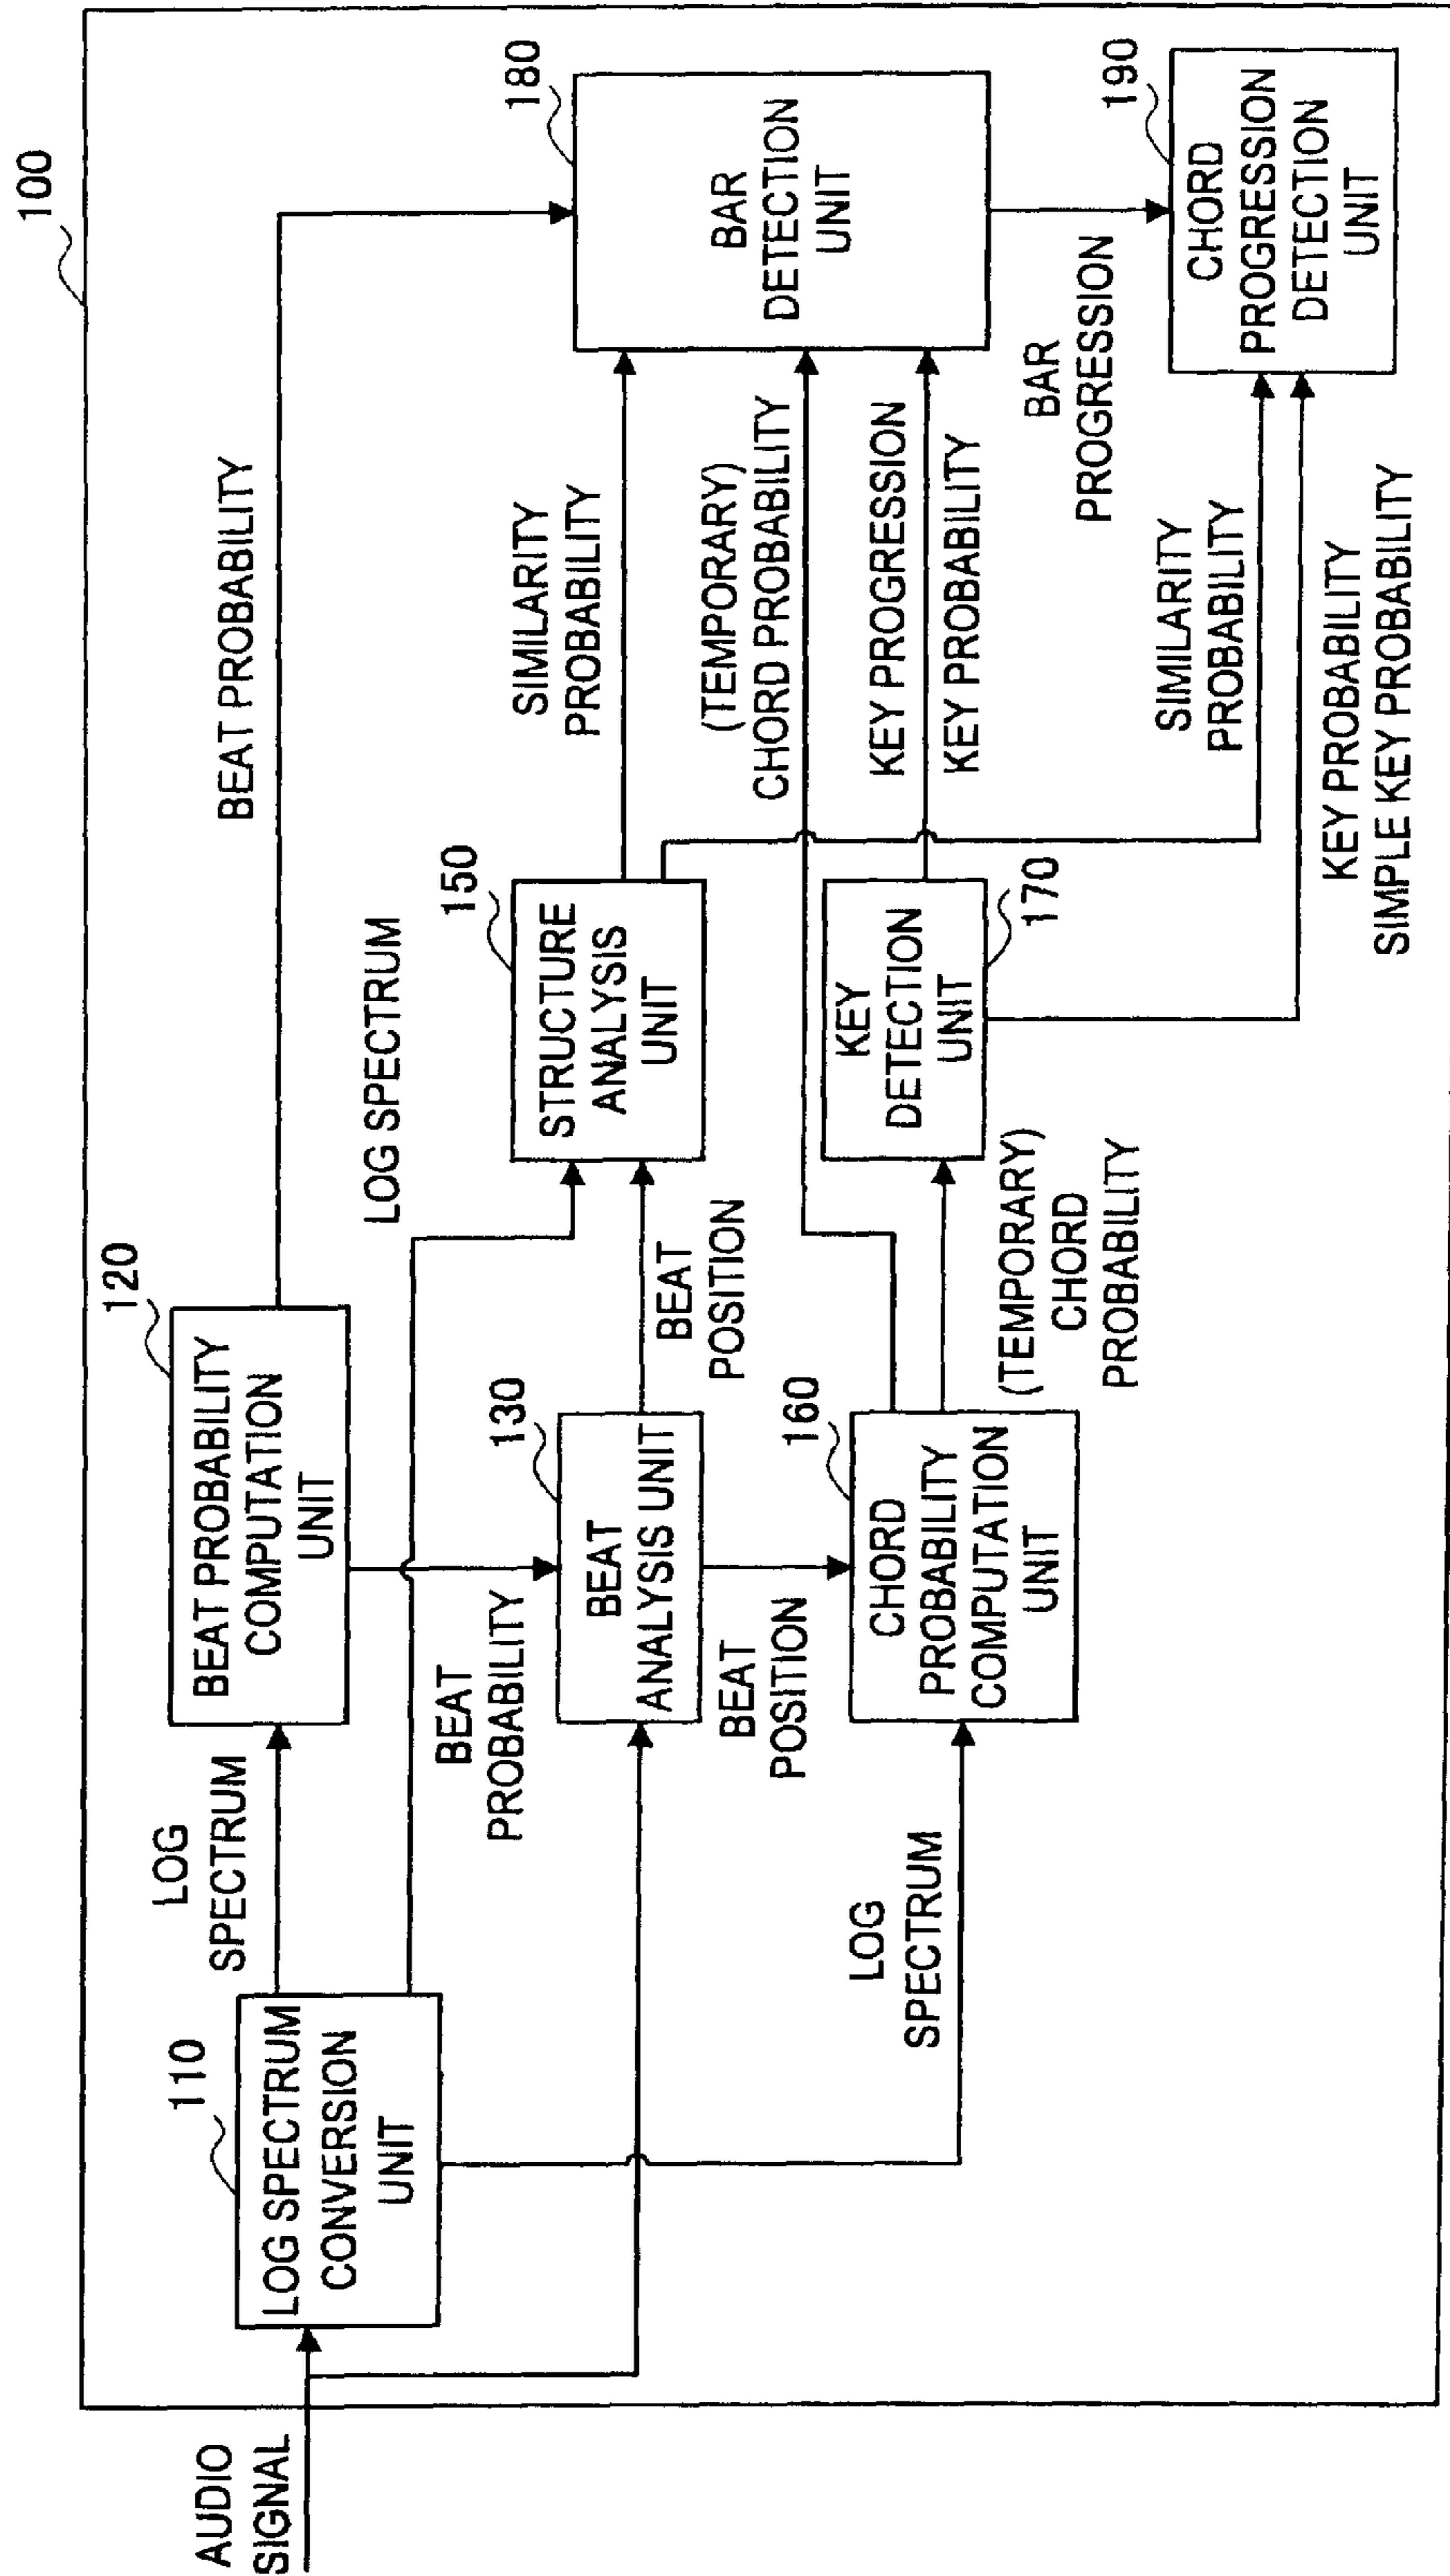 100
AUDIO
SIGNAL
110
LOG SPECTRUM
CONVERSION
UNIT
LOG
SPECTRUM
120
BEAT PROBABILITY
COMPUTATION
UNIT
BEAT PROBABILITY
LOG SPECTRUM
BEAT
PROBABILITY
130
BEAT
ANALYSIS UNIT
BEAT
POSITION
150
STRUCTURE
ANALYSIS
UNIT
SIMILARITY
PROBABILITY
180
BAR
DETECTION
UNIT
BEAT
POSITION
LOG
SPECTRUM
160
CHORD
PROBABILITY
COMPUTATION
UNIT
(TEMPORARY)
CHORD
PROBABILITY
KEY
DETECTION
UNIT
170
(TEMPORARY)
CHORD PROBABILITY
KEY PROGRESSION
KEY PROBABILITY
BAR
PROGRESSION
SIMILARITY
PROBABILITY
KEY PROBABILITY
SIMPLE KEY PROBABILITY
190
CHORD
PROGRESSION
DETECTION
UNIT